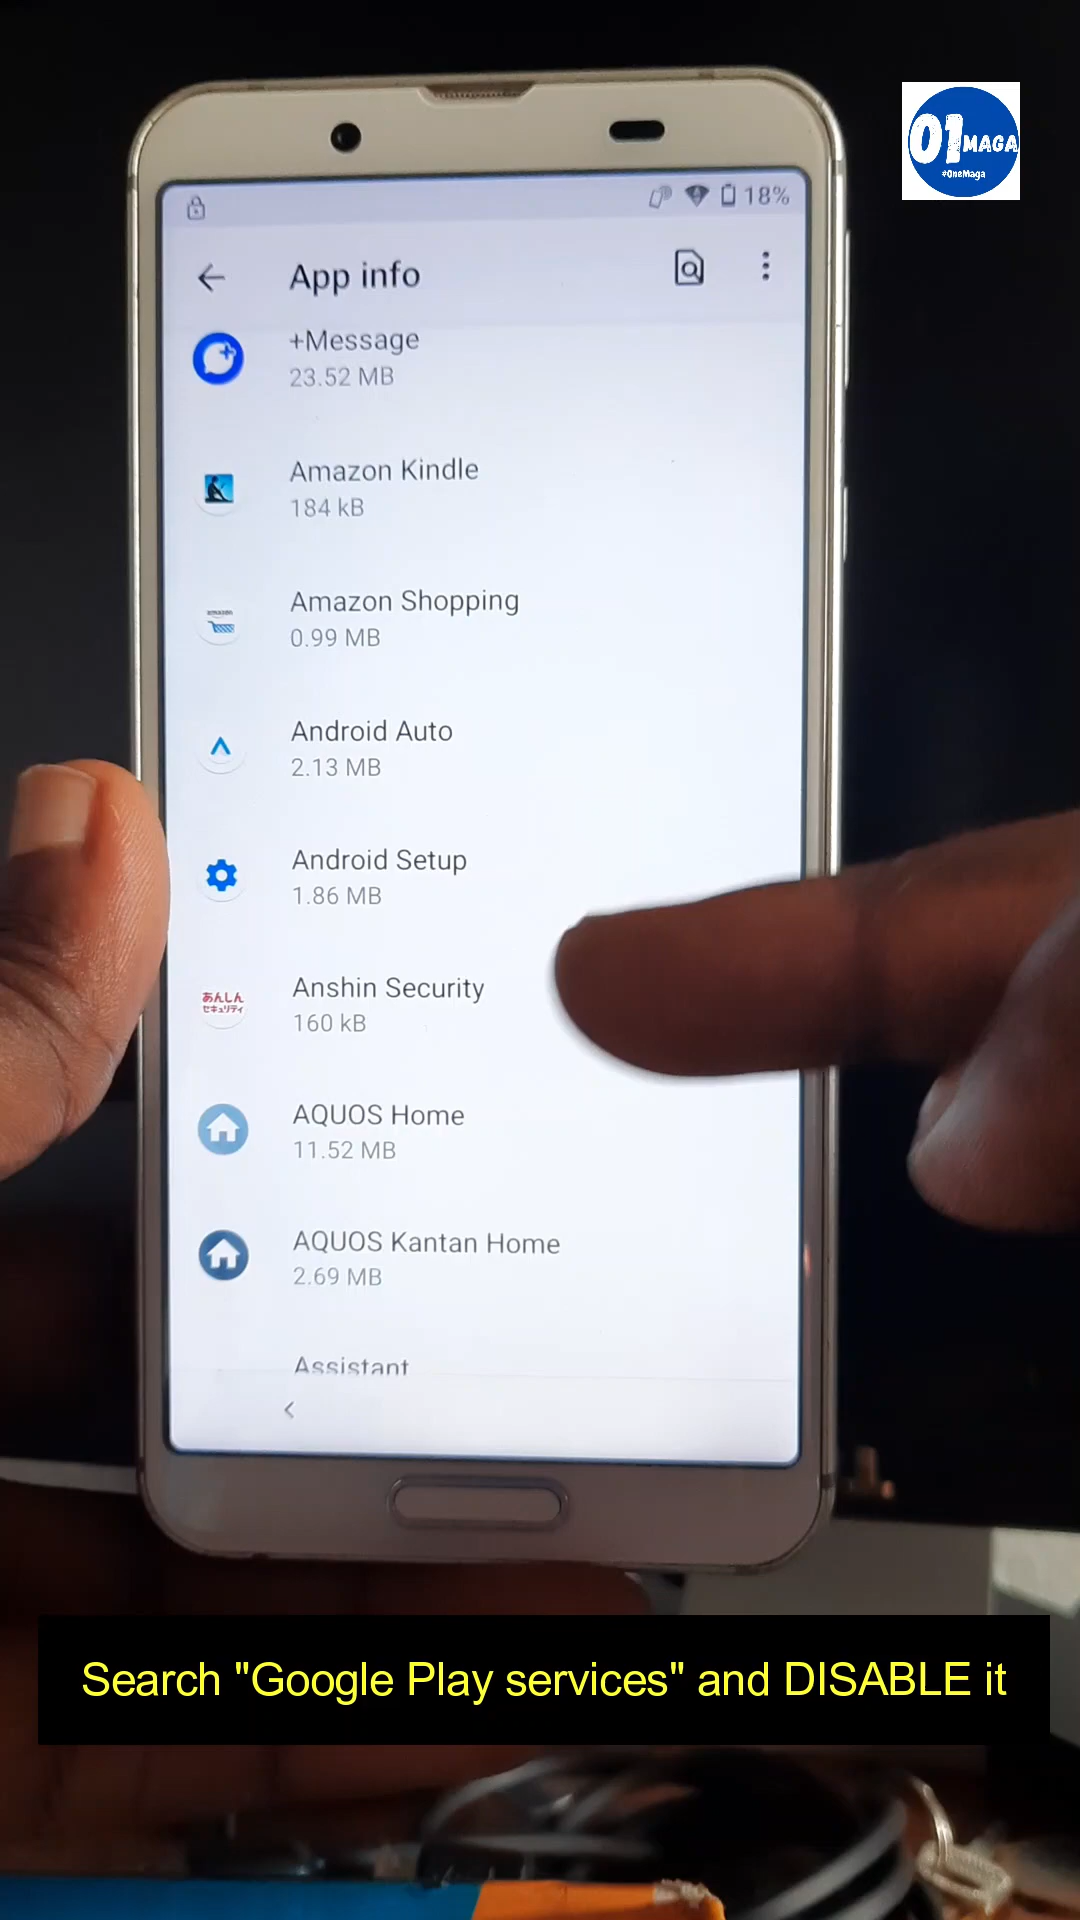 01MAGA
#OneMaga
18%
App info
+Message
23.52 MB
Amazon Kindle
184 kB
amazon
Amazon Shopping
0.99 MB
Android Auto
2.13 MB
Android Setup
1.86 MB
あんしん
セキュリティ
Anshin Security
160 kB
AQUOS Home
11.52 MB
AQUOS Kantan Home
2.69 MB
Assistant
Search "Google Play services" and DISABLE it